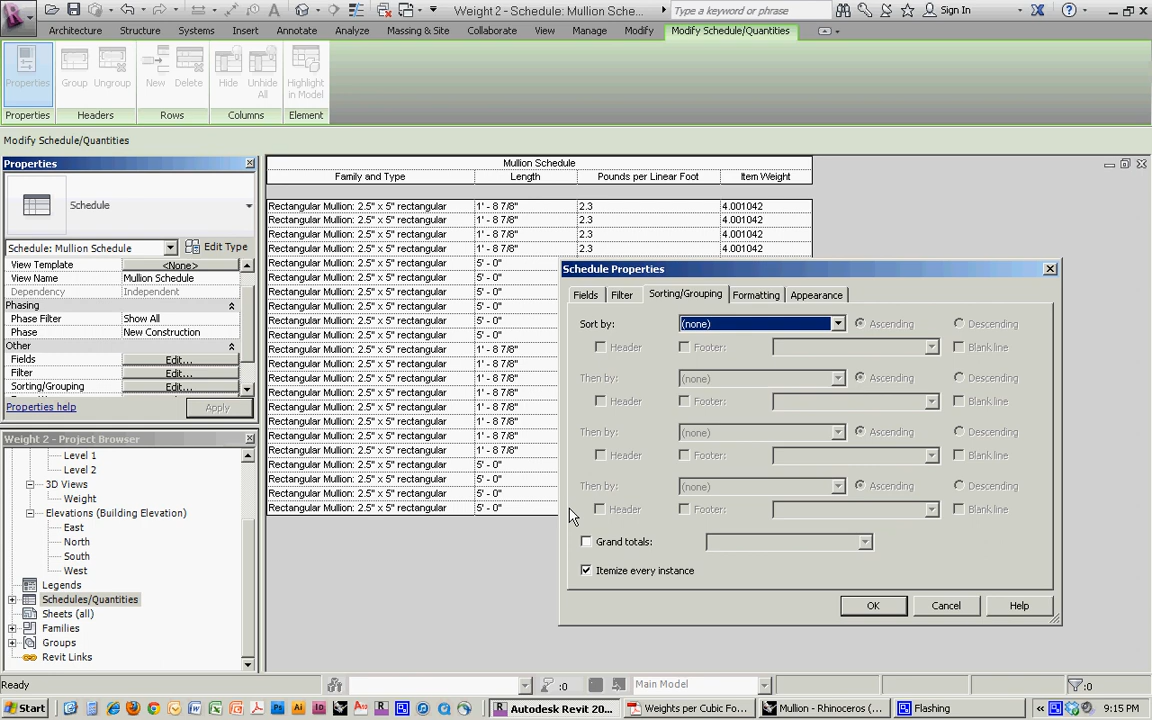 Weight 2 - Schedule: Mullion Sche...
Type a keyword or phrase
Sign In
Architecture Structure Systems Insert Annotate Analyze Massing & Site Collaborate View Manage Modify Modify Schedule/Quantities
Properties Group Ungroup New Delete Hide Unhide All Highlight in Model
Properties Headers Rows Columns Element
Modify Schedule/Quantities
Properties
Schedule
Schedule: Mullion Schedule Edit Type
View Template <None>
View Name Mullion Schedule
Dependency Independent
Phasing
Phase Filter Show All
Phase New Construction
Other
Fields Edit...
Filter Edit...
Sorting/Grouping Edit...
Properties help Apply
Weight 2 - Project Browser
Level 1
Level 2
3D Views
Weight
Elevations (Building Elevation)
East
North
South
West
Legends
Schedules/Quantities
Sheets (all)
Families
Groups
Revit Links
Mullion Schedule
Family and Type Length Pounds per Linear Foot Item Weight
Rectangular Mullion: 2.5" x 5" rectangular 1' - 8 7/8" 2.3 4.001042
Rectangular Mullion: 2.5" x 5" rectangular 1' - 8 7/8" 2.3 4.001042
Rectangular Mullion: 2.5" x 5" rectangular 1' - 8 7/8" 2.3 4.001042
Rectangular Mullion: 2.5" x 5" rectangular 1' - 8 7/8" 2.3 4.001042
Rectangular Mullion: 2.5" x 5" rectangular 5' - 0"
Rectangular Mullion: 2.5" x 5" rectangular 5' - 0"
Rectangular Mullion: 2.5" x 5" rectangular 5' - 0"
Rectangular Mullion: 2.5" x 5" rectangular 5' - 0"
Rectangular Mullion: 2.5" x 5" rectangular 5' - 0"
Rectangular Mullion: 2.5" x 5" rectangular 5' - 0"
Rectangular Mullion: 2.5" x 5" rectangular 1' - 8 7/8"
Rectangular Mullion: 2.5" x 5" rectangular 1' - 8 7/8"
Rectangular Mullion: 2.5" x 5" rectangular 1' - 8 7/8"
Rectangular Mullion: 2.5" x 5" rectangular 1' - 8 7/8"
Rectangular Mullion: 2.5" x 5" rectangular 1' - 8 7/8"
Rectangular Mullion: 2.5" x 5" rectangular 1' - 8 7/8"
Rectangular Mullion: 2.5" x 5" rectangular 1' - 8 7/8"
Rectangular Mullion: 2.5" x 5" rectangular 1' - 8 7/8"
Rectangular Mullion: 2.5" x 5" rectangular 5' - 0"
Rectangular Mullion: 2.5" x 5" rectangular 5' - 0"
Rectangular Mullion: 2.5" x 5" rectangular 5' - 0"
Rectangular Mullion: 2.5" x 5" rectangular 5' - 0"
Schedule Properties
Fields Filter Sorting/Grouping Formatting Appearance
Sort by: (none) Ascending Descending
Header Footer: Blank line
Then by: (none) Ascending Descending
Header Footer: Blank line
Then by: (none) Ascending Descending
Header Footer: Blank line
Then by: (none) Ascending Descending
Header Footer: Blank line
Grand totals:
Itemize every instance
OK Cancel Help
Ready :0 Main Model :0
Start Autodesk Revit 20... Weights per Cubic Fo... Mullion - Rhinoceros (... Flashing 9:15 PM